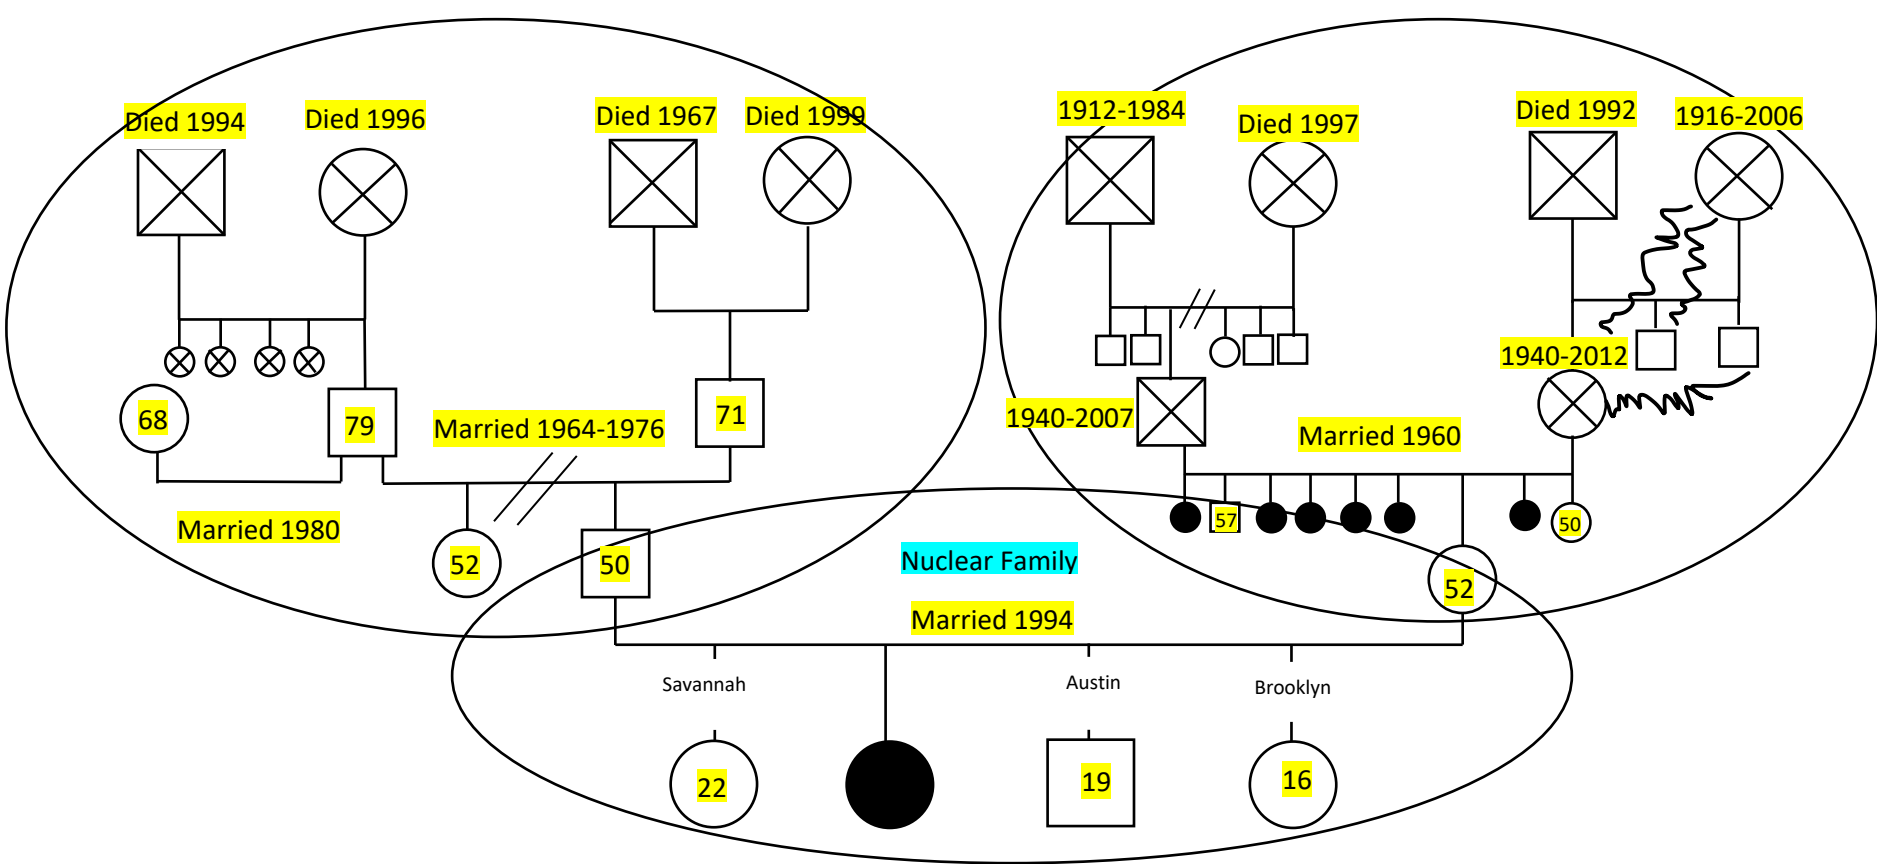 Died 1994
Died 1996
Died 1967
Died 1999
1912-1984
Died 1997
Died 1992
1916-2006
1940-2012
68
79
Married 1964-1976
71
1940-2007
Married 1960
Married 1980
57
50
52
50
Nuclear Family
52
Married 1994
Savannah
Austin
Brooklyn
22
19
16